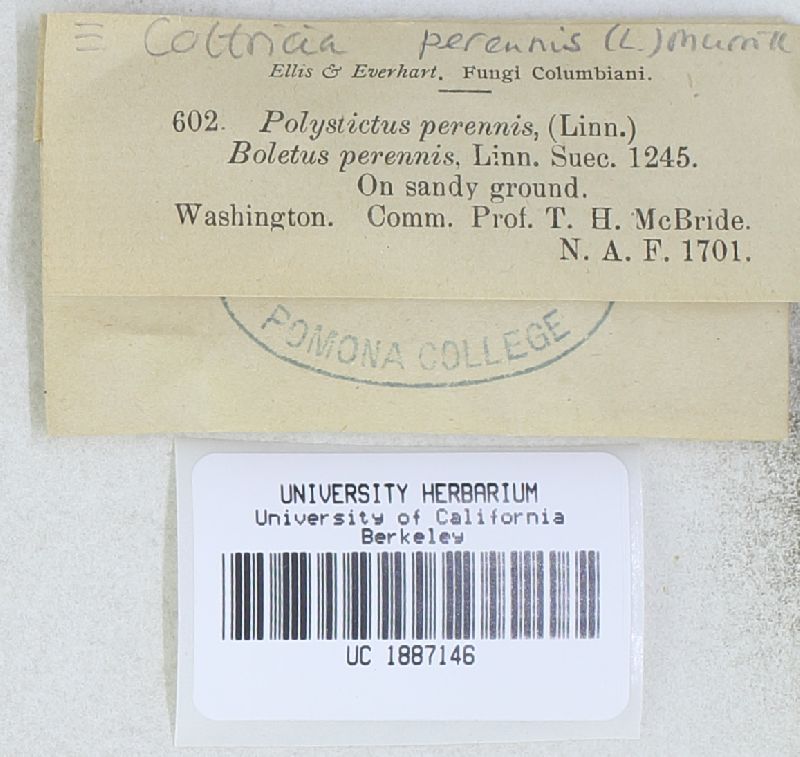 ≡ Coltricia perennis (L.) Murrill
Ellis & Everhart. Fungi Columbiani.
602. Polystictus perennis, (Linn.)
Boletus perennis, Linn. Suec. 1245.
On sandy ground.
Washington. Comm. Prof. T. H. McBride.
N. A. F. 1701.
POMONA COLLEGE
UNIVERSITY HERBARIUM
University of California
Berkeley
UC 1887146